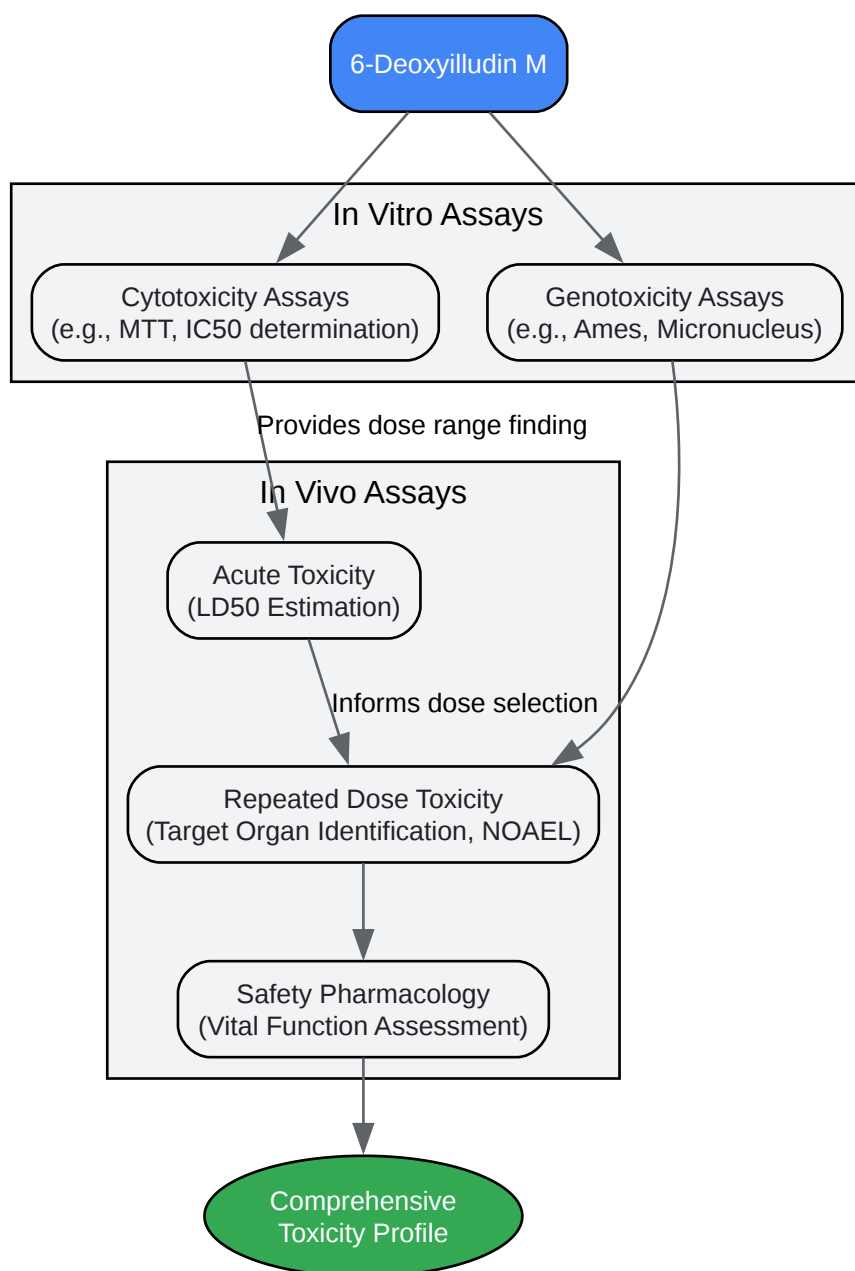 6-Deoxyilludin M
In Vitro Assays
Cytotoxicity Assays
(e.g., MTT, IC50 determination)
Genotoxicity Assays
(e.g., Ames, Micronucleus)
Provides dose range finding
In Vivo Assays
Acute Toxicity
(LD50 Estimation)
Informs dose selection
Repeated Dose Toxicity
(Target Organ Identification, NOAEL)
Safety Pharmacology
(Vital Function Assessment)
Comprehensive
Toxicity Profile